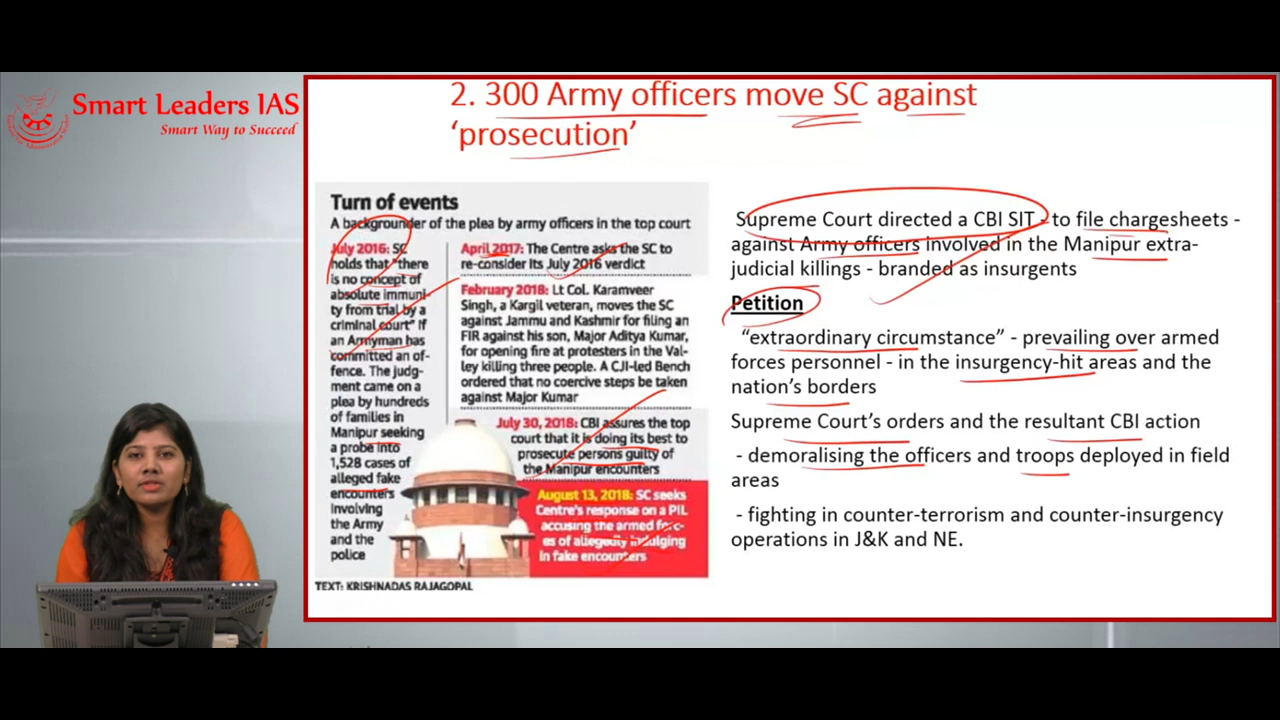 Smart Leaders IAS
Smart Way to Succeed
2. 300 Army officers move SC against
‘prosecution’
Turn of events
A backgrounder of the plea by army officers in the top court
July 2016: SC
holds that “there
is no concept of
absolute immuni-
ty from trial by a
criminal court” if
an Armyman has
committed an of-
fence. The judg-
ment came on a
plea by hundreds
of families in
Manipur seeking
a probe into
1,528 cases of
alleged fake
encounters
involving
the Army
and the
police
April 2017: The Centre asks the SC to
re-consider its July 2016 verdict
February 2018: Lt Col. Karamveer
Singh, a Kargil veteran, moves the SC
against Jammu and Kashmir for filing an
FIR against his son, Major Aditya Kumar,
for opening fire at protesters in the Val-
ley killing three people. A CJI-led Bench
ordered that no coercive steps be taken
against Major Kumar
July 30, 2018: CBI assures the top
court that it is doing its best to
prosecute persons guilty of
the Manipur encounters
August 13, 2018: SC seeks
Centre’s response on a PIL
accusing the armed forc-
es of allegedly indulging
in fake encounters
TEXT: KRISHNADAS RAJAGOPAL
Supreme Court directed a CBI SIT - to file chargesheets -
against Army officers involved in the Manipur extra-
judicial killings - branded as insurgents
Petition
“extraordinary circumstance” - prevailing over armed
forces personnel - in the insurgency-hit areas and the
nation’s borders
Supreme Court’s orders and the resultant CBI action
- demoralising the officers and troops deployed in field
areas
- fighting in counter-terrorism and counter-insurgency
operations in J&K and NE.